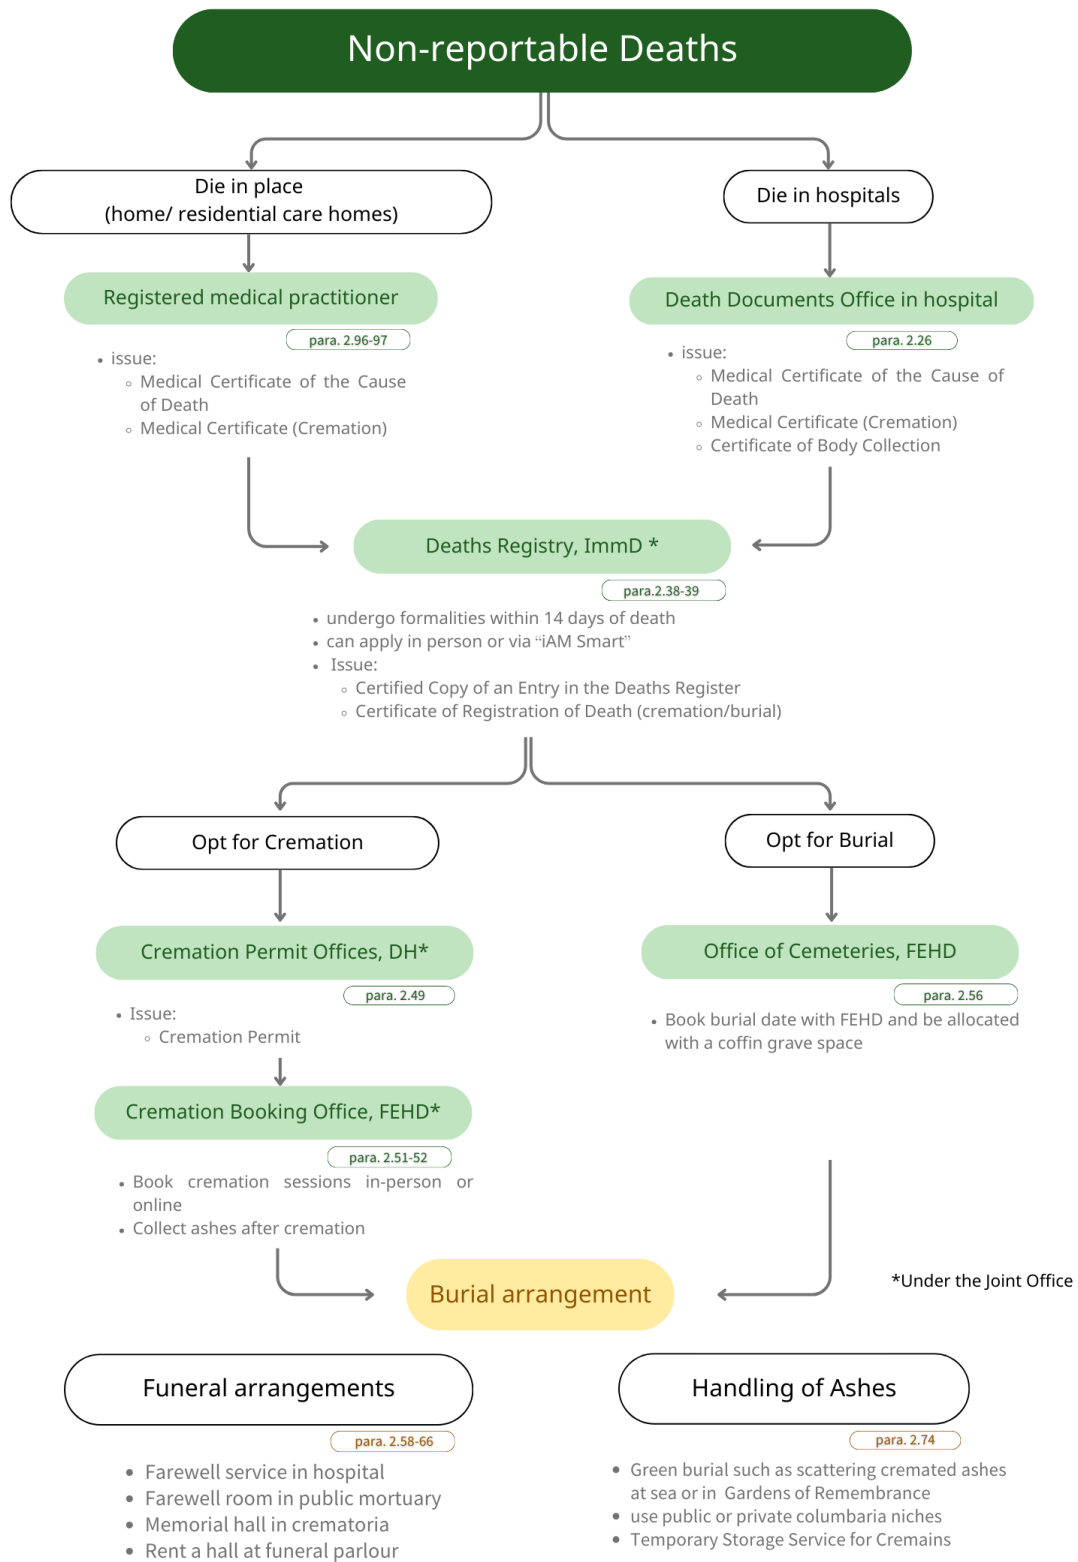 Non-reportable Deaths
Die in place
(home/ residential care homes)
Die in hospitals
Registered medical practitioner
para. 2.96-97
• issue:
◦ Medical Certificate of the Cause
of Death
◦ Medical Certificate (Cremation)
Death Documents Office in hospital
para. 2.26
• issue:
◦ Medical Certificate of the Cause of
Death
◦ Medical Certificate (Cremation)
◦ Certificate of Body Collection
Deaths Registry, ImmD *
para.2.38-39
• undergo formalities within 14 days of death
• can apply in person or via “iAM Smart”
• Issue:
◦ Certified Copy of an Entry in the Deaths Register
◦ Certificate of Registration of Death (cremation/burial)
Opt for Cremation
Opt for Burial
Cremation Permit Offices, DH*
para. 2.49
• Issue:
◦ Cremation Permit
Office of Cemeteries, FEHD
para. 2.56
• Book burial date with FEHD and be allocated
with a coffin grave space
Cremation Booking Office, FEHD*
para. 2.51-52
• Book cremation sessions in-person or
online
• Collect ashes after cremation
Burial arrangement
*Under the Joint Office
Funeral arrangements
para. 2.58-66
• Farewell service in hospital
• Farewell room in public mortuary
• Memorial hall in crematoria
• Rent a hall at funeral parlour
Handling of Ashes
para. 2.74
• Green burial such as scattering cremated ashes
at sea or in Gardens of Remembrance
• use public or private columbaria niches
• Temporary Storage Service for Cremains